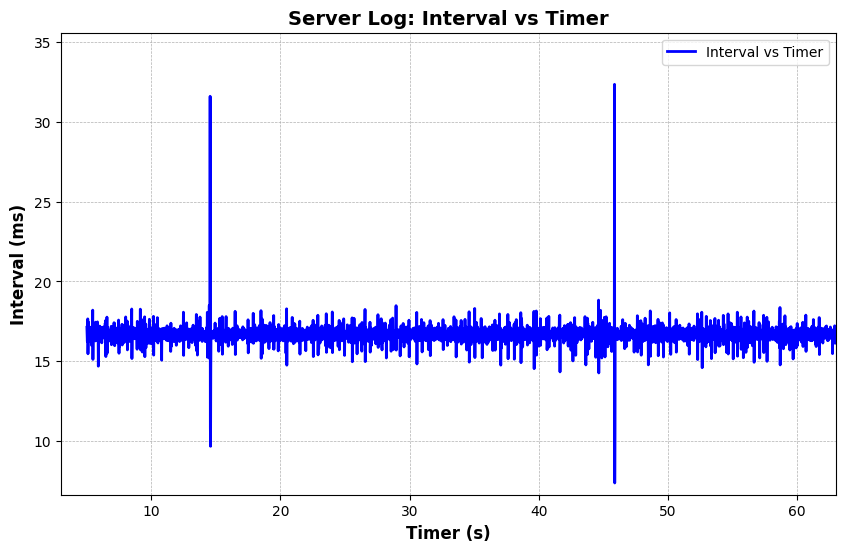 Server Log: Interval vs Timer
Interval vs Timer
35
30
25
20
15
10
Interval (ms)
10 20 30 40 50 60
Timer (s)